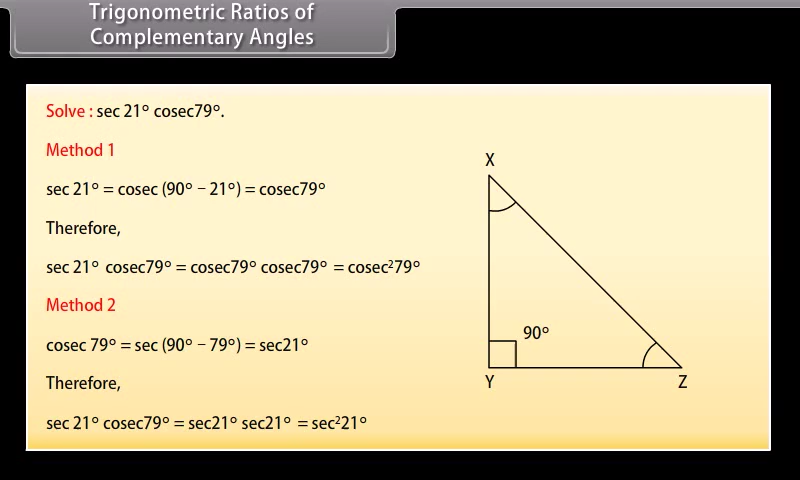 Trigonometric Ratios of
Complementary Angles
Solve : sec 21° cosec79°.
Method 1
sec 21° = cosec (90° − 21°) = cosec79°
Therefore,
sec 21° cosec79° = cosec79° cosec79° = cosec²79°
Method 2
cosec 79° = sec (90° − 79°) = sec21°
Therefore,
sec 21° cosec79° = sec21° sec21° = sec²21°
X
90°
Y
Z